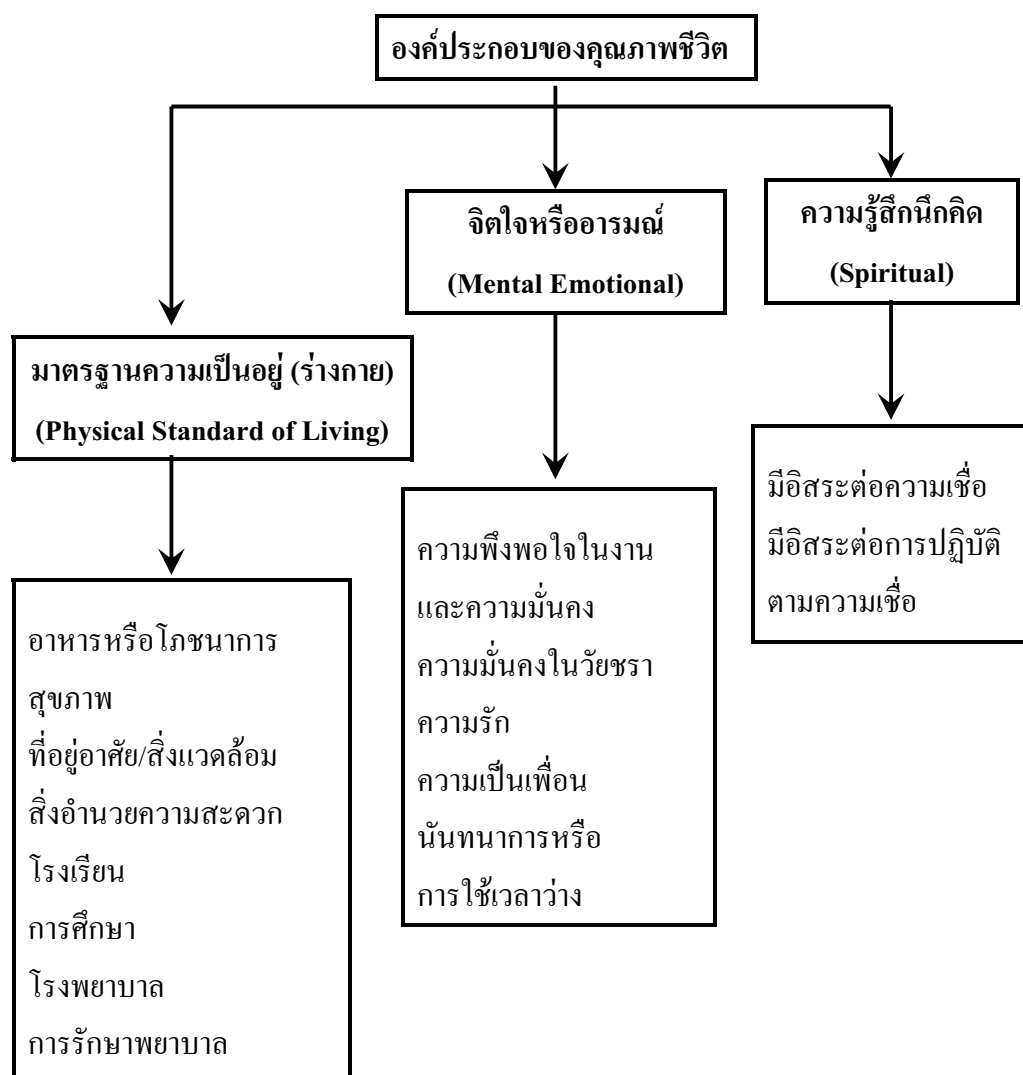 องค์ประกอบของคุณภาพชีวิต
มาตรฐานความเป็นอยู่ (ร่างกาย)
(Physical Standard of Living)
จิตใจหรืออารมณ์
(Mental Emotional)
ความรู้สึกนึกคิด
(Spiritual)
อาหารหรือโภชนาการ
สุขภาพ
ที่อยู่อาศัย/สิ่งแวดล้อม
สิ่งอำนวยความสะดวก
โรงเรียน
การศึกษา
โรงพยาบาล
การรักษาพยาบาล
ความพึงพอใจในงาน
และความมั่นคง
ความมั่นคงในวัยชรา
ความรัก
ความเป็นเพื่อน
นันทนาการหรือ
การใช้เวลาว่าง
มีอิสระต่อความเชื่อ
มีอิสระต่อการปฏิบัติ
ตามความเชื่อ